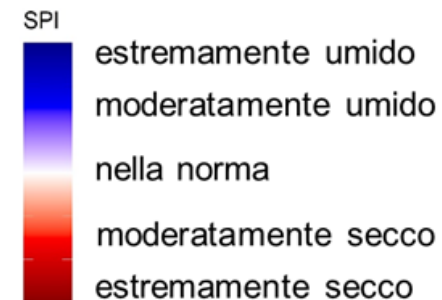 SPI
estremamente umido
moderatamente umido
nella norma
moderatamente secco
estremamente secco